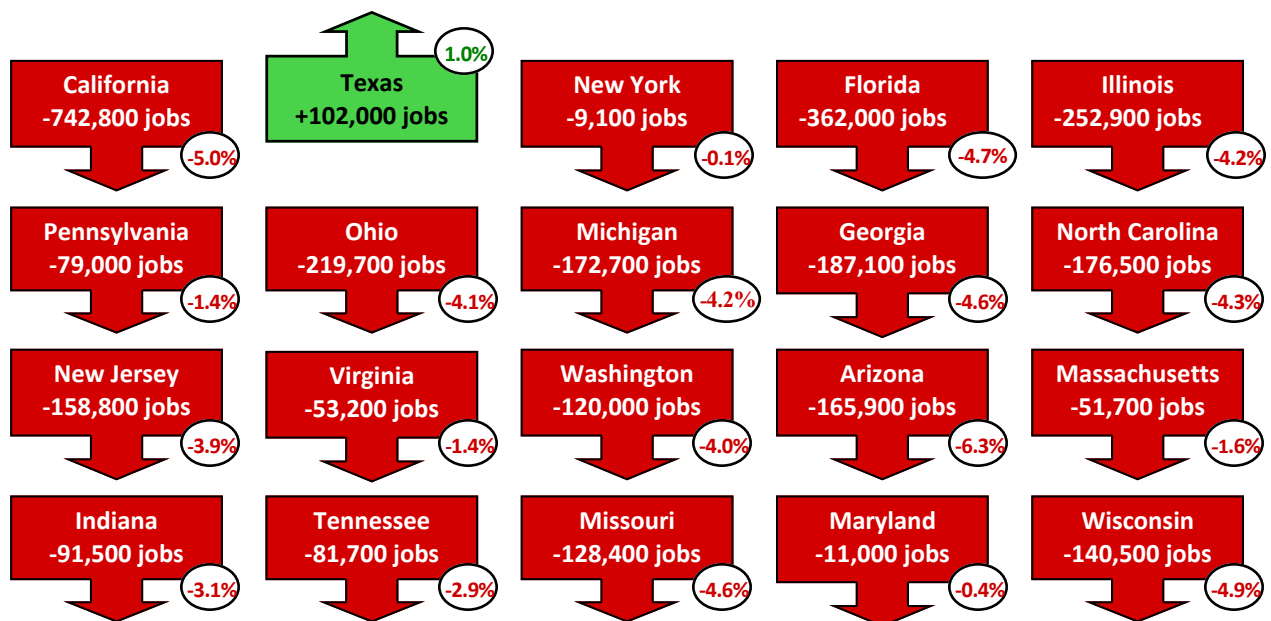 California
-742,800 jobs
-5.0%
Texas
+102,000 jobs
1.0%
New York
-9,100 jobs
-0.1%
Florida
-362,000 jobs
-4.7%
Illinois
-252,900 jobs
-4.2%
Pennsylvania
-79,000 jobs
-1.4%
Ohio
-219,700 jobs
-4.1%
Michigan
-172,700 jobs
-4.2%
Georgia
-187,100 jobs
-4.6%
North Carolina
-176,500 jobs
-4.3%
New Jersey
-158,800 jobs
-3.9%
Virginia
-53,200 jobs
-1.4%
Washington
-120,000 jobs
-4.0%
Arizona
-165,900 jobs
-6.3%
Massachusetts
-51,700 jobs
-1.6%
Indiana
-91,500 jobs
-3.1%
Tennessee
-81,700 jobs
-2.9%
Missouri
-128,400 jobs
-4.6%
Maryland
-11,000 jobs
-0.4%
Wisconsin
-140,500 jobs
-4.9%